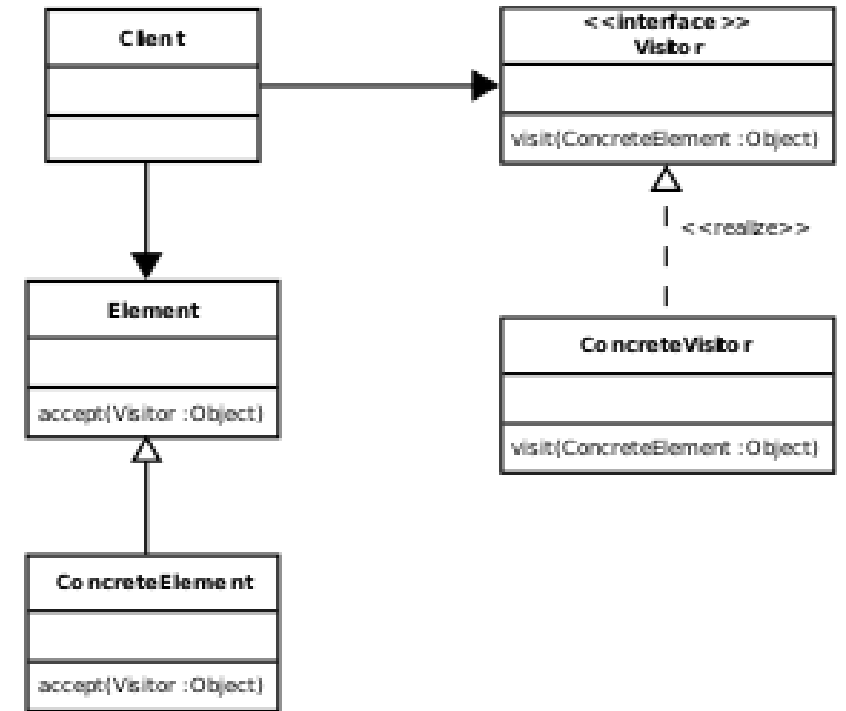 Client
<<interface>>
Visitor
visit(ConcreteElement :Object)
<<realize>>
Element
accept(Visitor :Object)
ConcreteVisitor
visit(ConcreteElement :Object)
ConcreteElement
accept(Visitor :Object)